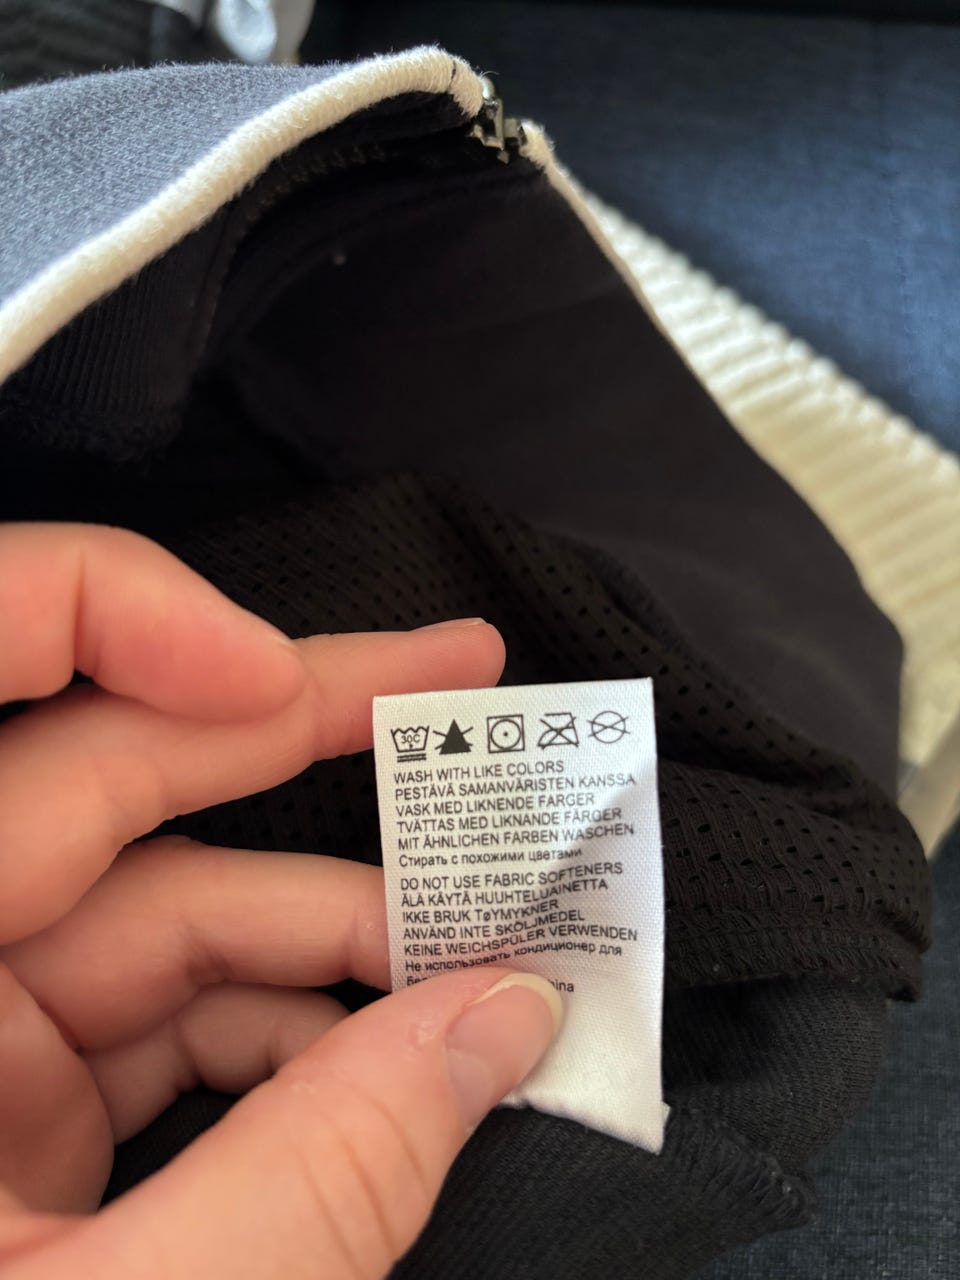 30C
WASH WITH LIKE COLORS
PESTÄVÄ SAMANVÄRISTEN KANSSA
VASK MED LIKNENDE FARGER
TVÄTTAS MED LIKNANDE FÄRGER
MIT ÄHNLICHEN FARBEN WASCHEN
Стирать с похожими цветами
DO NOT USE FABRIC SOFTENERS
ÄLÄ KÄYTÄ HUUHTELUAINETTA
IKKE BRUK TøYMYKNER
ANVÄND INTE SKÖLJMEDEL
KEINE WEICHSPÜLER VERWENDEN
Не использовать кондиционер для